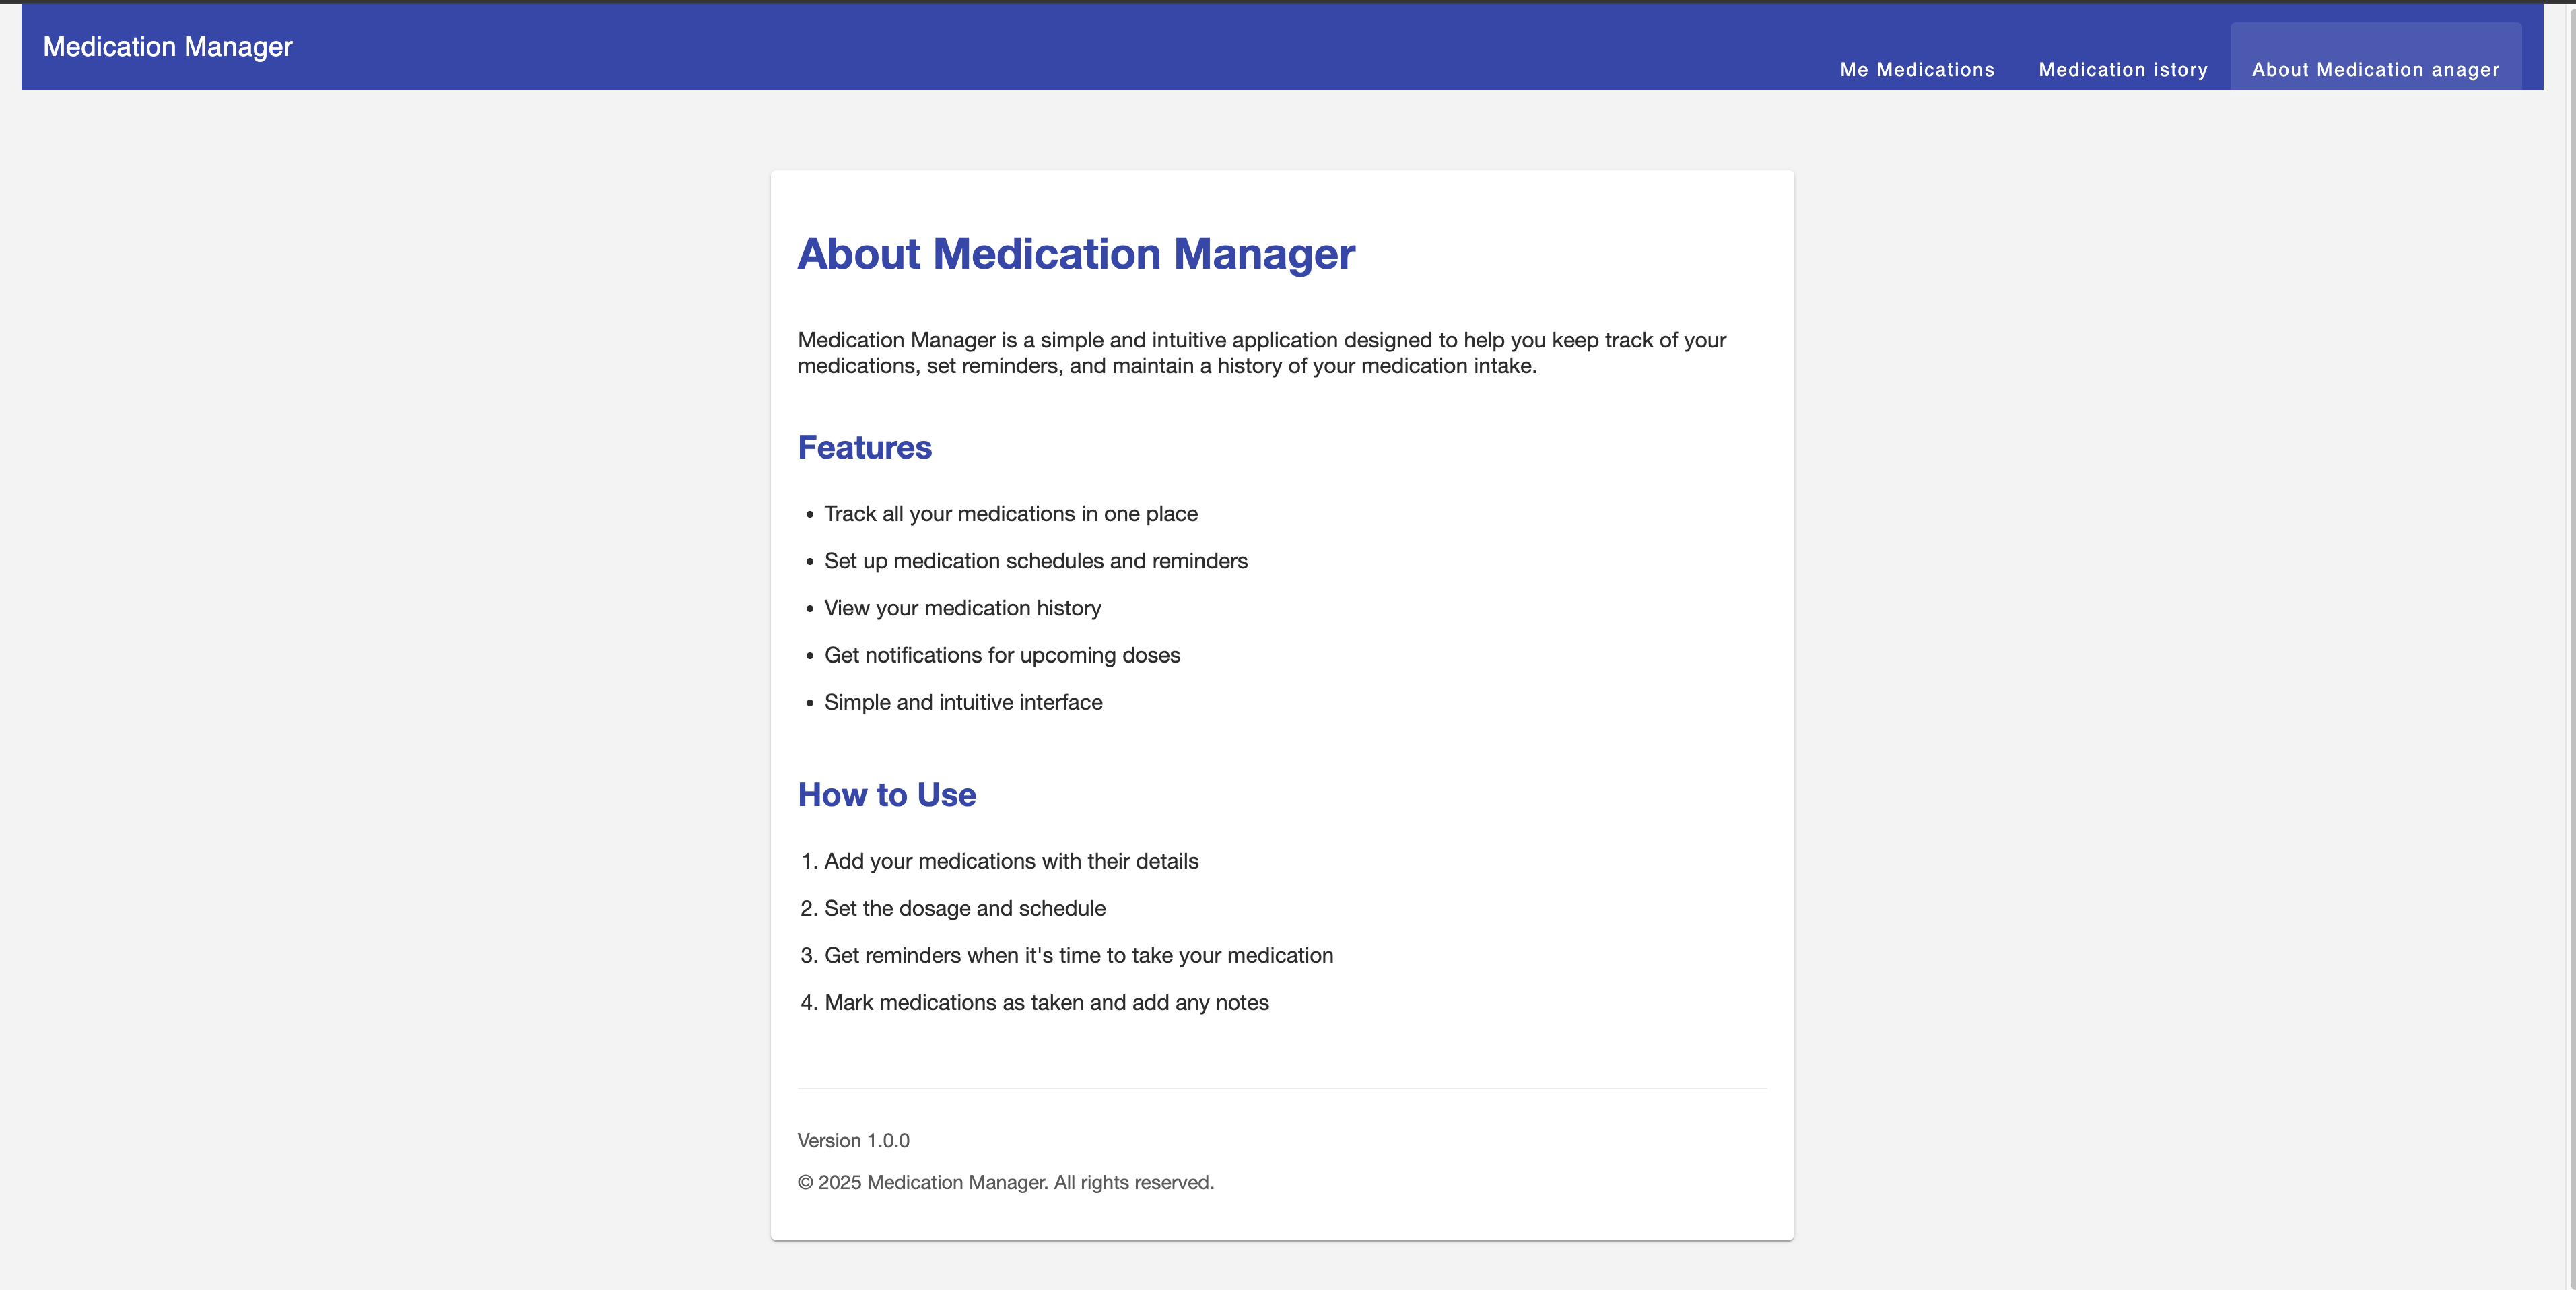 Medication Manager
Me Medications
Medication istory
About Medication anager
About Medication Manager
Medication Manager is a simple and intuitive application designed to help you keep track of your
medications, set reminders, and maintain a history of your medication intake.
Features
• Track all your medications in one place
• Set up medication schedules and reminders
• View your medication history
• Get notifications for upcoming doses
• Simple and intuitive interface
How to Use
1. Add your medications with their details
2. Set the dosage and schedule
3. Get reminders when it's time to take your medication
4. Mark medications as taken and add any notes
Version 1.0.0
© 2025 Medication Manager. All rights reserved.